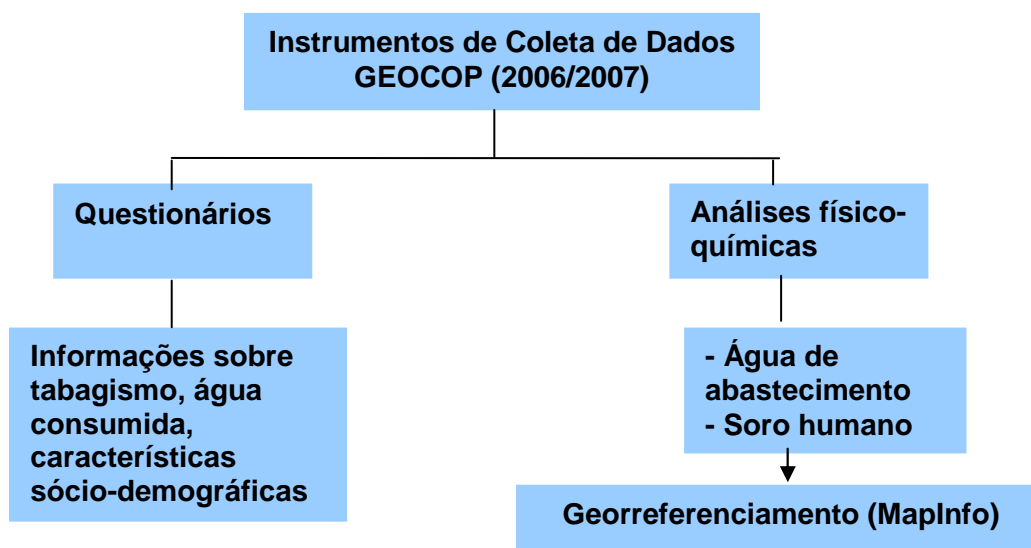 Instrumentos de Coleta de Dados
GEOCOP (2006/2007)
Questionários
Análises físico-
químicas
Informações sobre
tabagismo, água
consumida,
características
sócio-demográficas
- Água de
abastecimento
- Soro humano
Georreferenciamento (MapInfo)